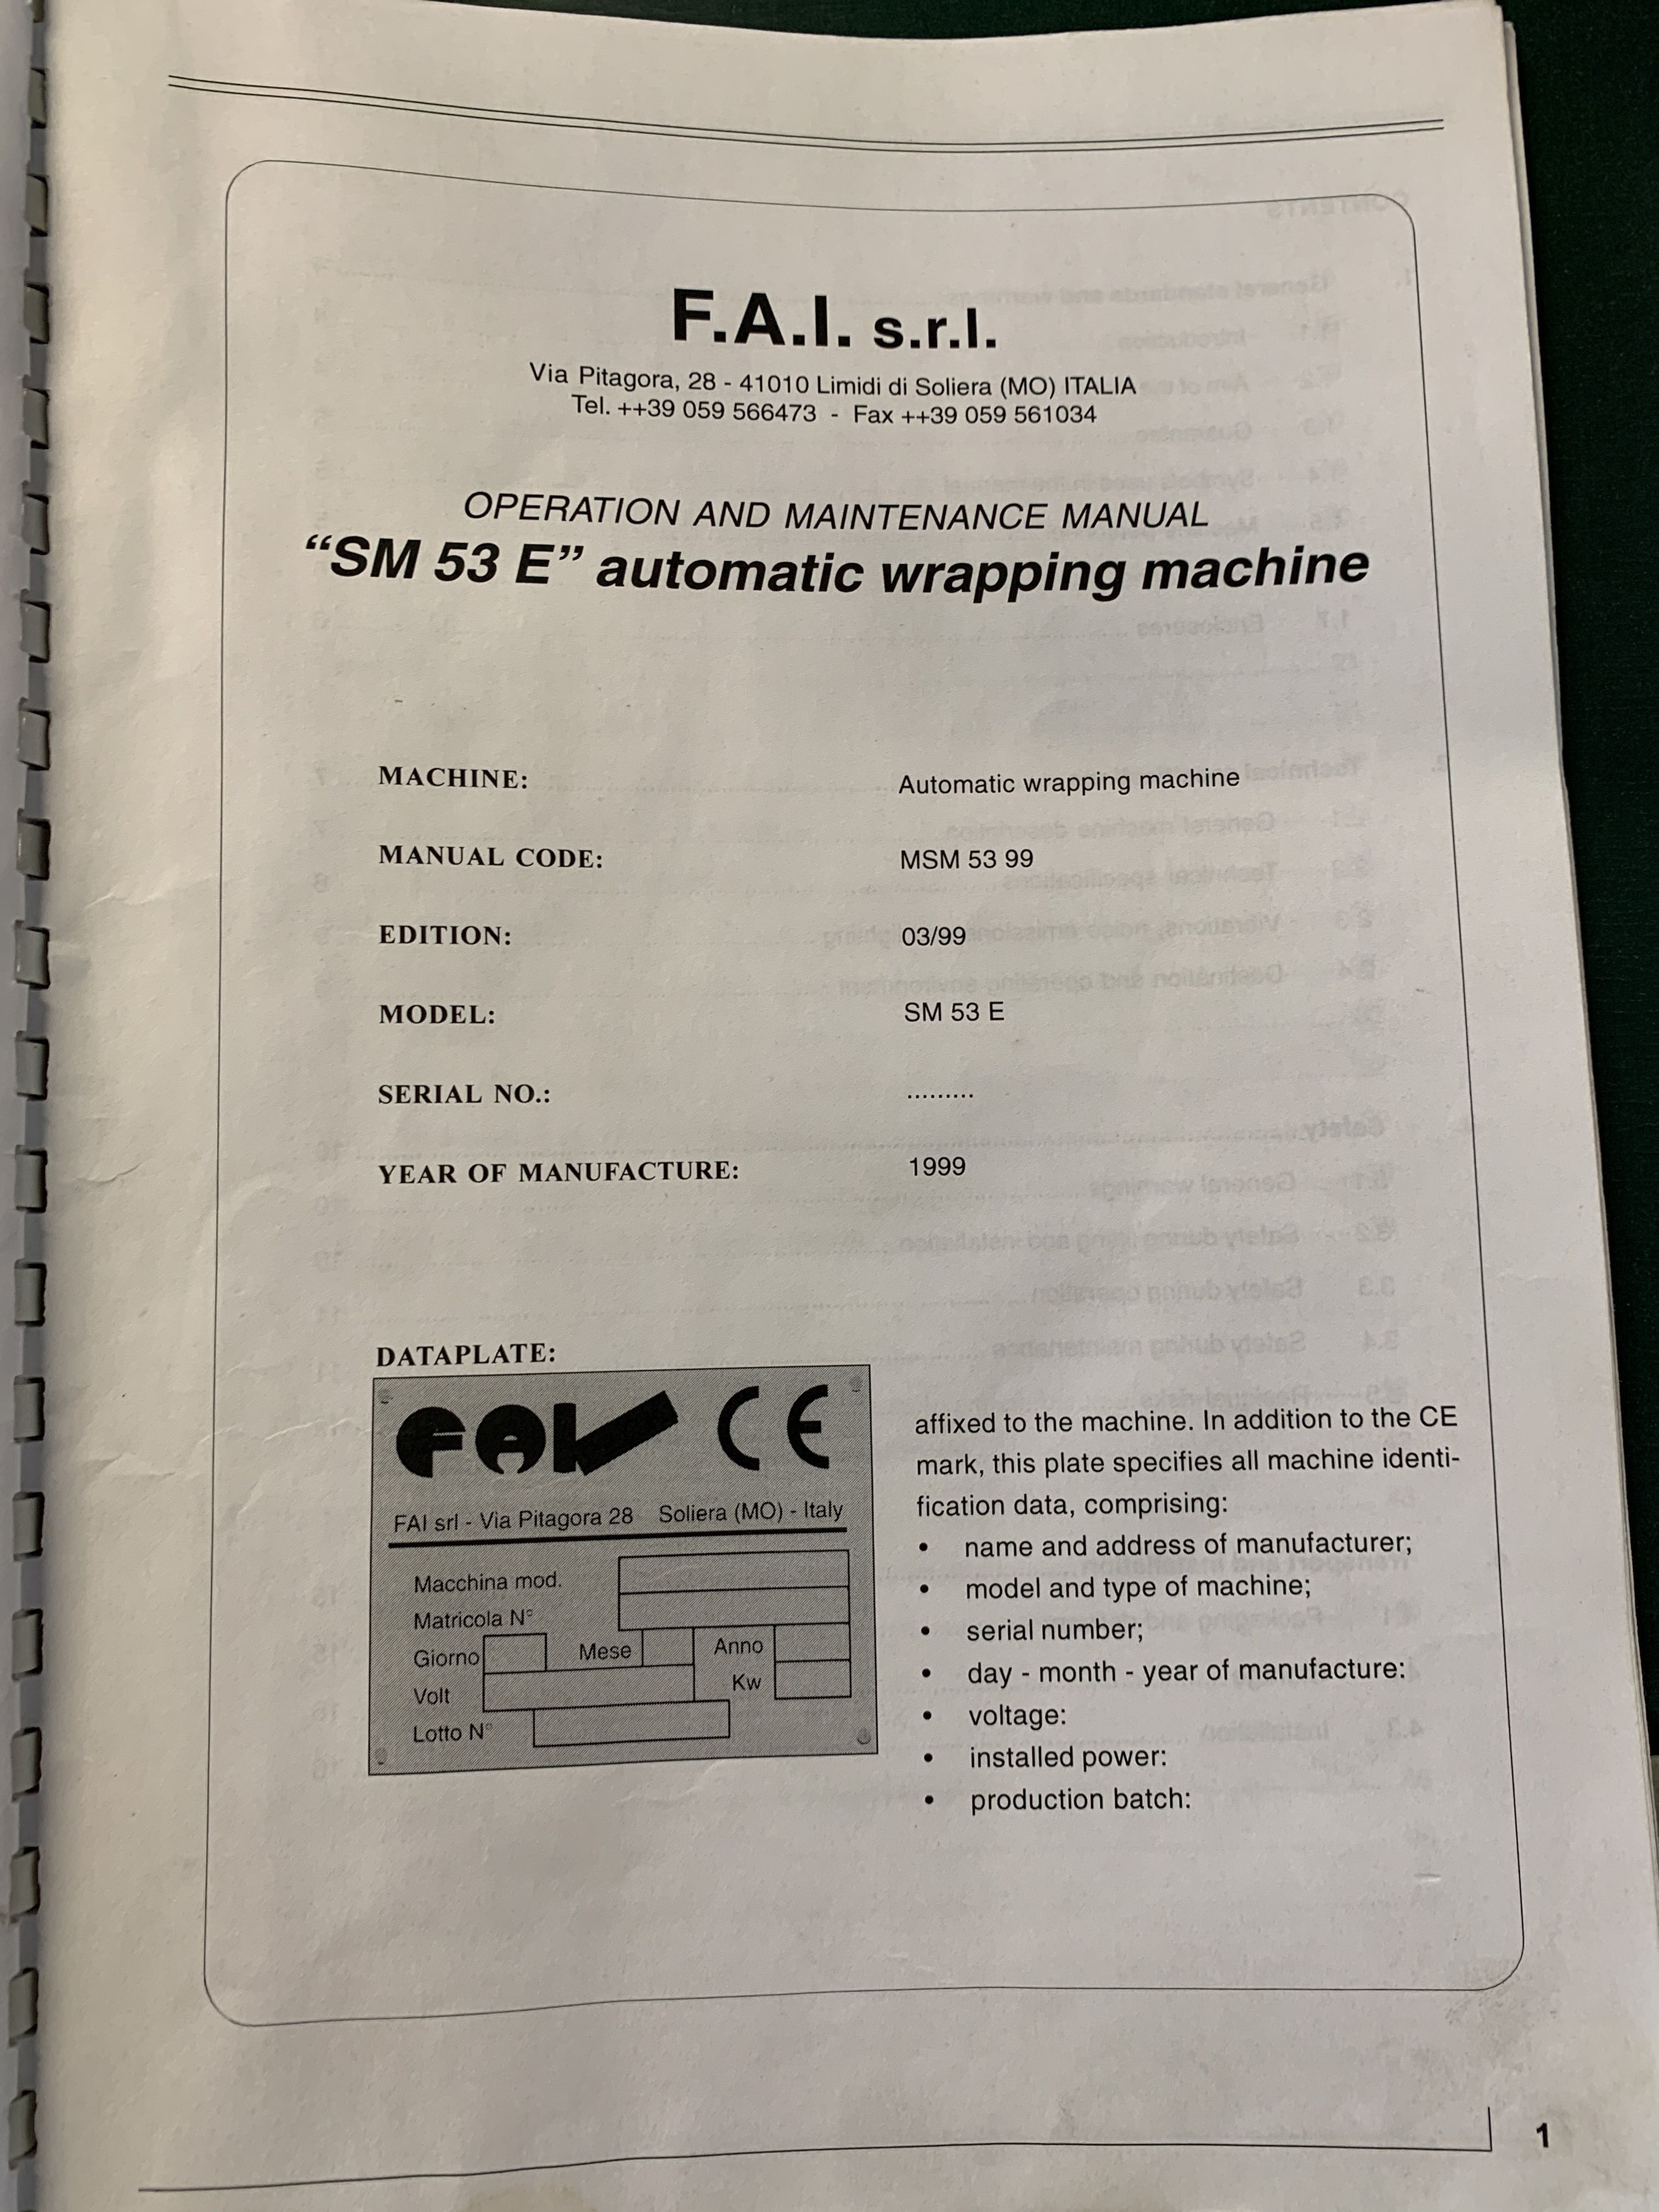 F.A.I. s.r.l.
Via Pitagora, 28 - 41010 Limidi di Soliera (MO) ITALIA
Tel. ++39 059 566473 - Fax ++39 059 561034
OPERATION AND MAINTENANCE MANUAL
“SM 53 E” automatic wrapping machine
MACHINE: Automatic wrapping machine
MANUAL CODE: MSM 53 99
EDITION: 03/99
MODEL: SM 53 E
SERIAL NO.: .........
YEAR OF MANUFACTURE: 1999
DATAPLATE:
FAI CE
FAI srl - Via Pitagora 28 Soliera (MO) - Italy
Macchina mod.
Matricola N°
Giorno Mese Anno
Volt Kw
Lotto N°
affixed to the machine. In addition to the CE
mark, this plate specifies all machine identi-
fication data, comprising:
• name and address of manufacturer;
• model and type of machine;
• serial number;
• day - month - year of manufacture:
• voltage:
• installed power:
• production batch:
1